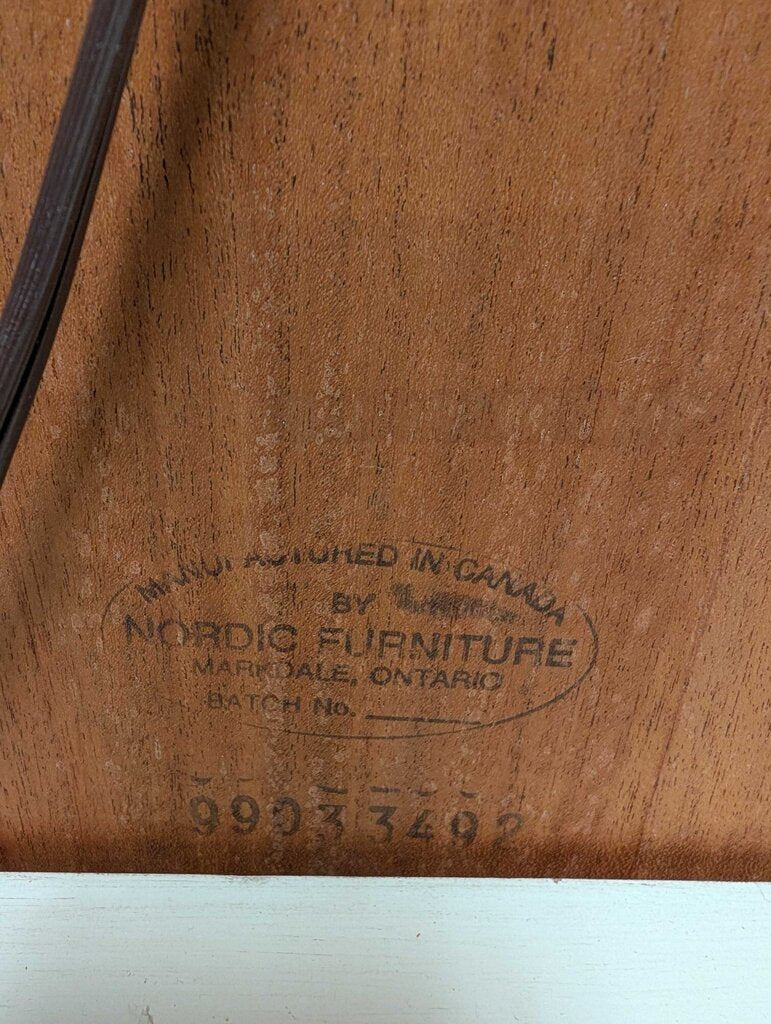 MANUFACTURED IN CANADA
BY
NORDIC FURNITURE
MARKDALE, ONTARIO
BATCH No.
99033492